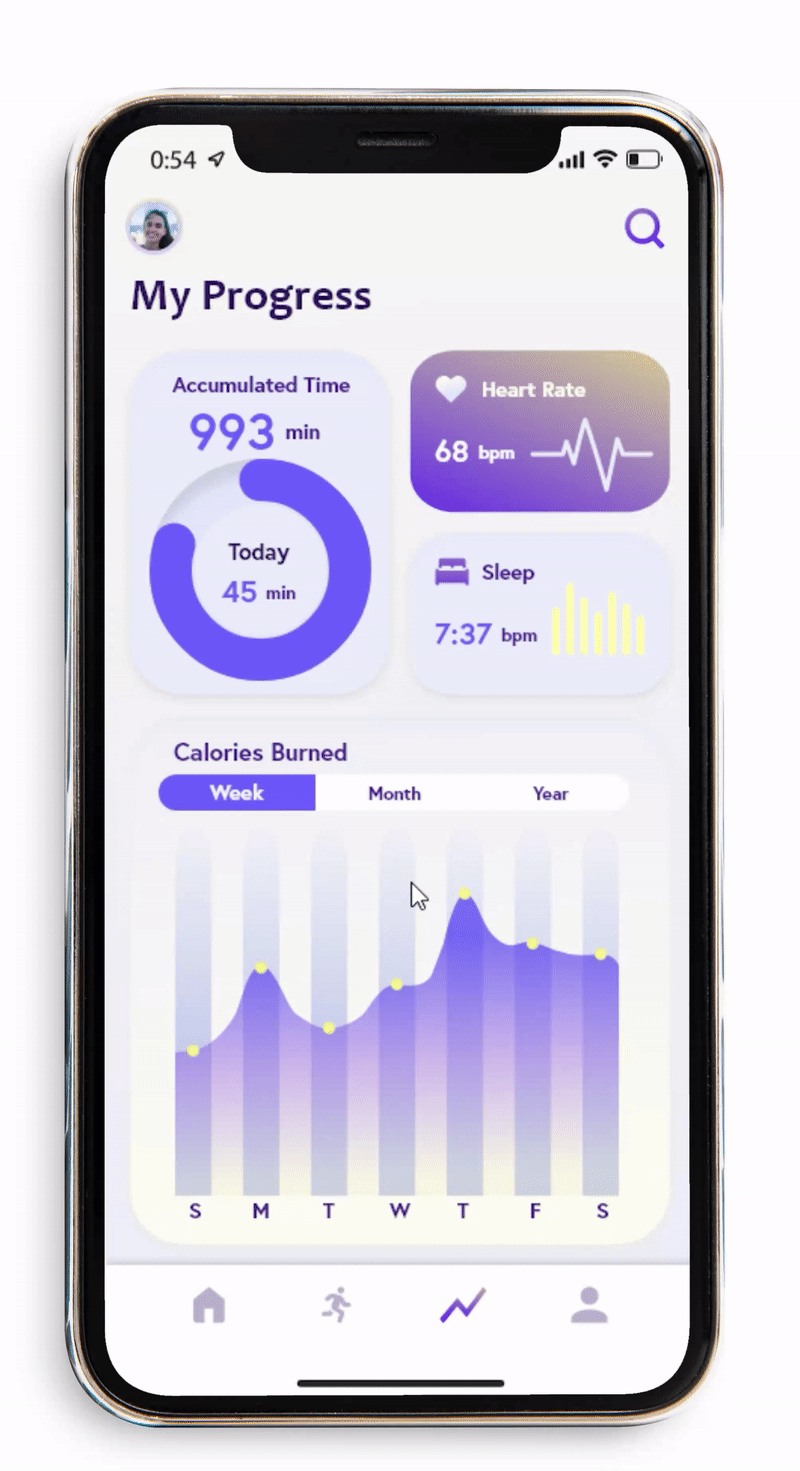 0:54
My Progress
Accumulated Time
993 min
Today
45 min
Heart Rate
68 bpm
Sleep
7:37 bpm
Calories Burned
Week Month Year
S M T W T F S